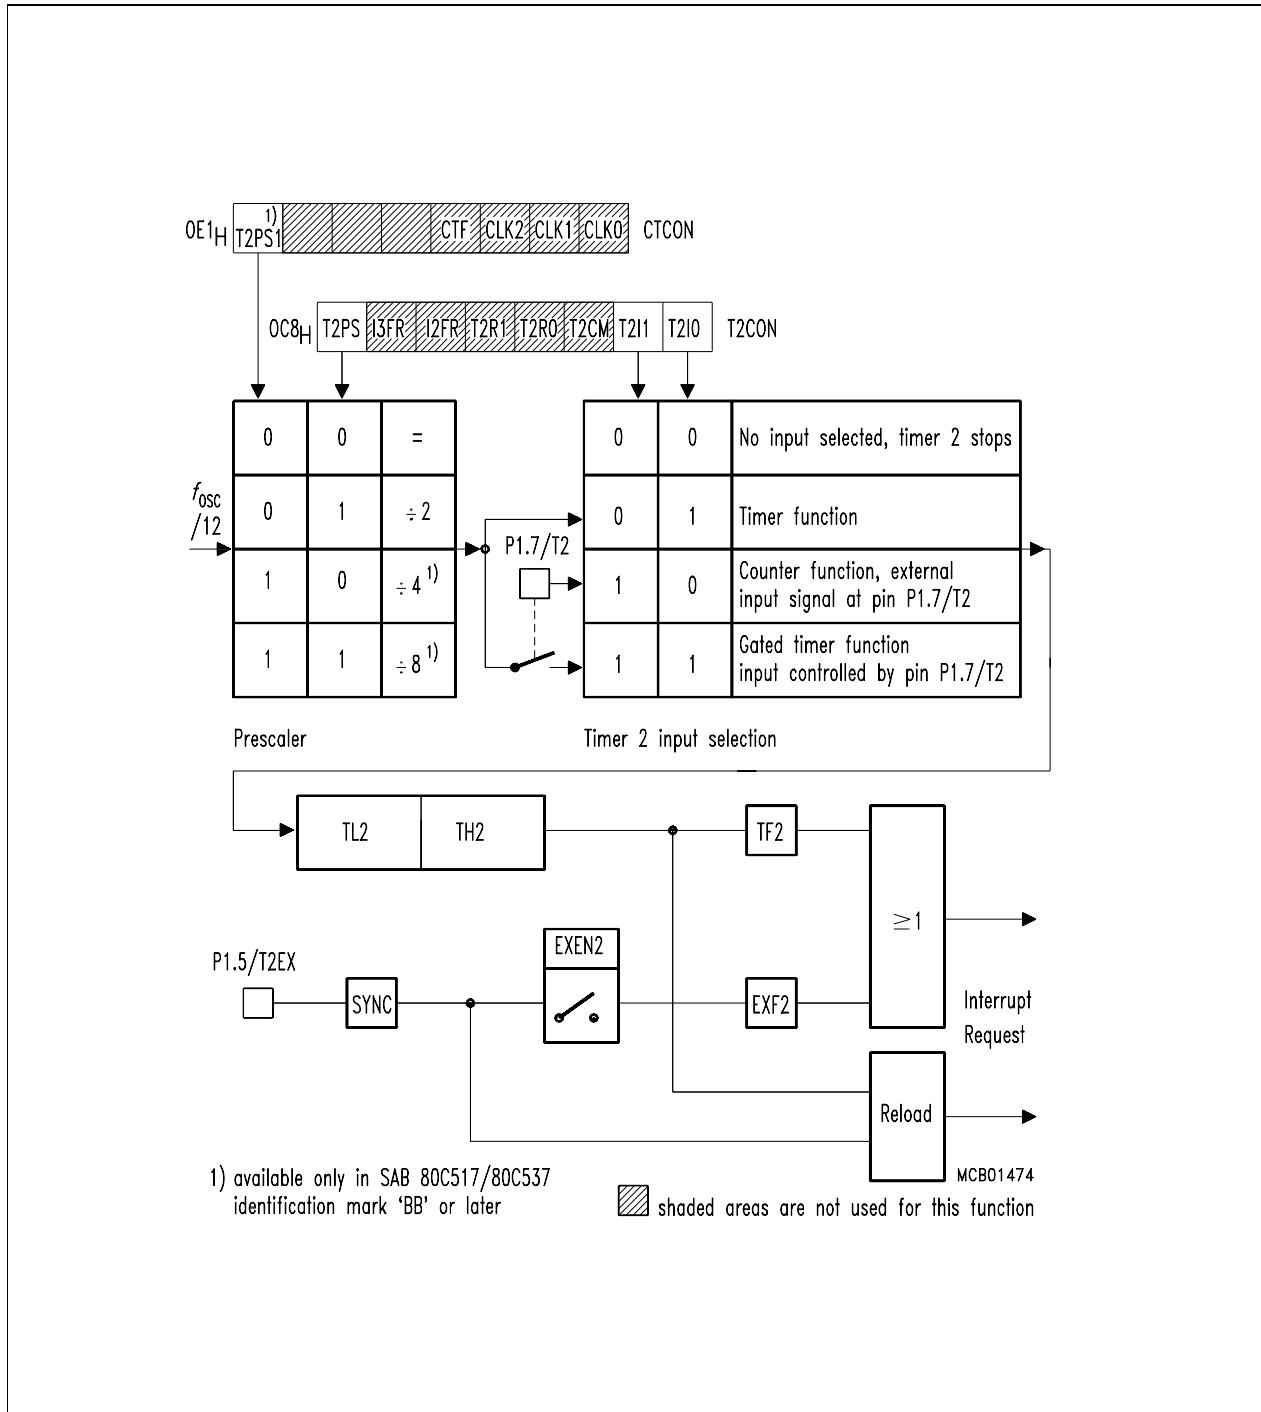 1)
OE1H T2PS1 CTF CLK2 CLK1 CLK0 CTCON
OC8H T2PS I3FR I2FR T2R1 T2R0 T2CM T2I1 T2I0 T2CON
fosc
/12
0 0 =
0 1 ÷2
1 0 ÷4 1)
1 1 ÷8 1)
P1.7/T2
0 0 No input selected, timer 2 stops
0 1 Timer function
1 0 Counter function, external
input signal at pin P1.7/T2
1 1 Gated timer function
input controlled by pin P1.7/T2
Prescaler
Timer 2 input selection
TL2 TH2 TF2
≥1
EXEN2
P1.5/T2EX
SYNC
EXF2
Interrupt
Request
Reload
1) available only in SAB 80C517/80C537
identification mark ‘BB’ or later
MCB01474
shaded areas are not used for this function